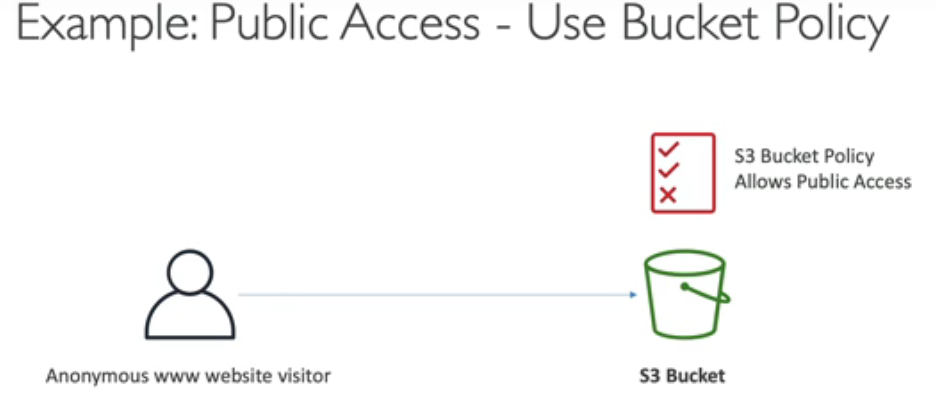 Example: Public Access - Use Bucket Policy
S3 Bucket Policy
Allows Public Access
Anonymous www website visitor
S3 Bucket